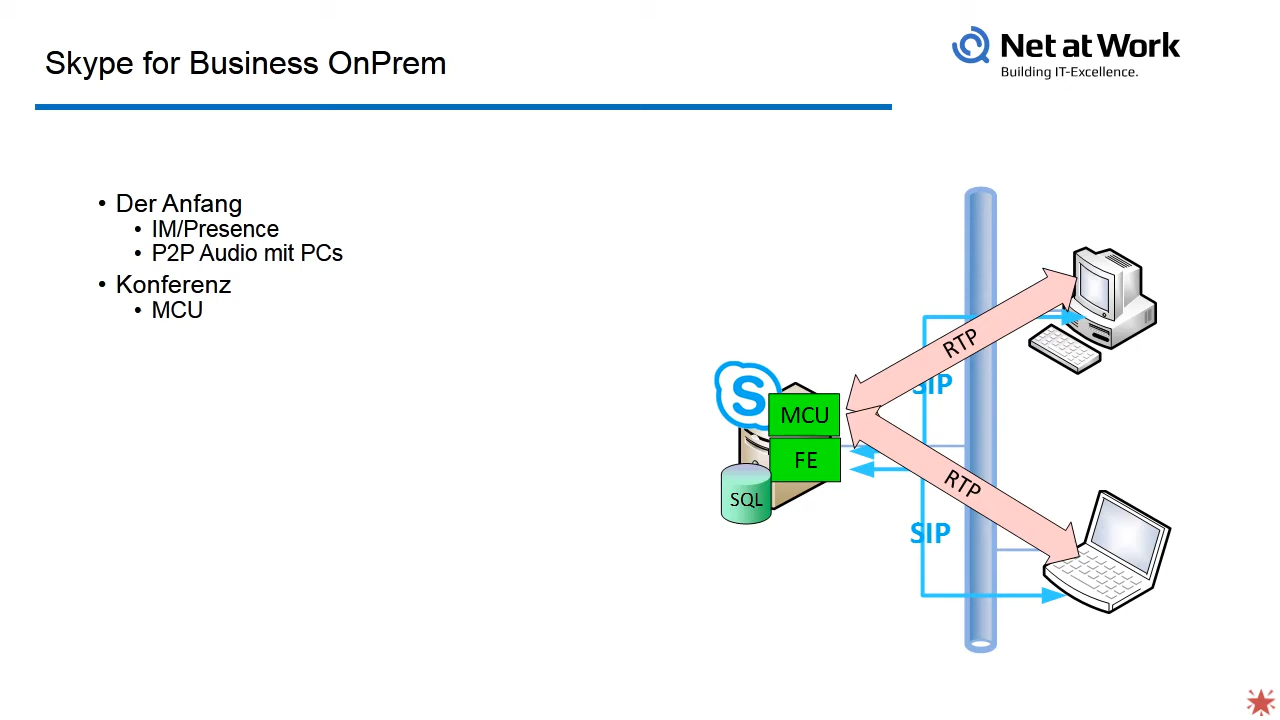 Skype for Business OnPrem
Net at Work
Building IT-Excellence.
• Der Anfang
• IM/Presence
• P2P Audio mit PCs
• Konferenz
• MCU
RTP
SIP
S
MCU
FE
SQL
RTP
SIP